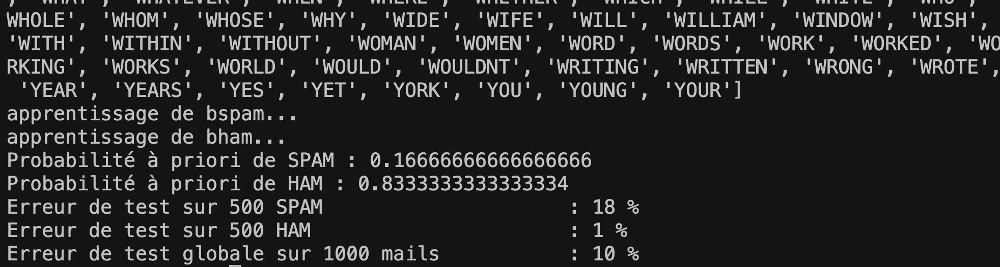 , 'WHAT', 'WHATEVER', 'WHEN', 'WHERE', 'WHETHER', 'WHICH', 'WHILE', 'WHITE', 'WHO', '
WHOLE', 'WHOM', 'WHOSE', 'WHY', 'WIDE', 'WIFE', 'WILL', 'WILLIAM', 'WINDOW', 'WISH',
'WITH', 'WITHIN', 'WITHOUT', 'WOMAN', 'WOMEN', 'WORD', 'WORDS', 'WORK', 'WORKED', 'WO
RKING', 'WORKS', 'WORLD', 'WOULD', 'WOULDNT', 'WRITING', 'WRITTEN', 'WRONG', 'WROTE',
'YEAR', 'YEARS', 'YES', 'YET', 'YORK', 'YOU', 'YOUNG', 'YOUR']
apprentissage de bspam...
apprentissage de bham...
Probabilité à priori de SPAM : 0.16666666666666666
Probabilité à priori de HAM : 0.8333333333333334
Erreur de test sur 500 SPAM : 18 %
Erreur de test sur 500 HAM : 1 %
Erreur de test globale sur 1000 mails : 10 %